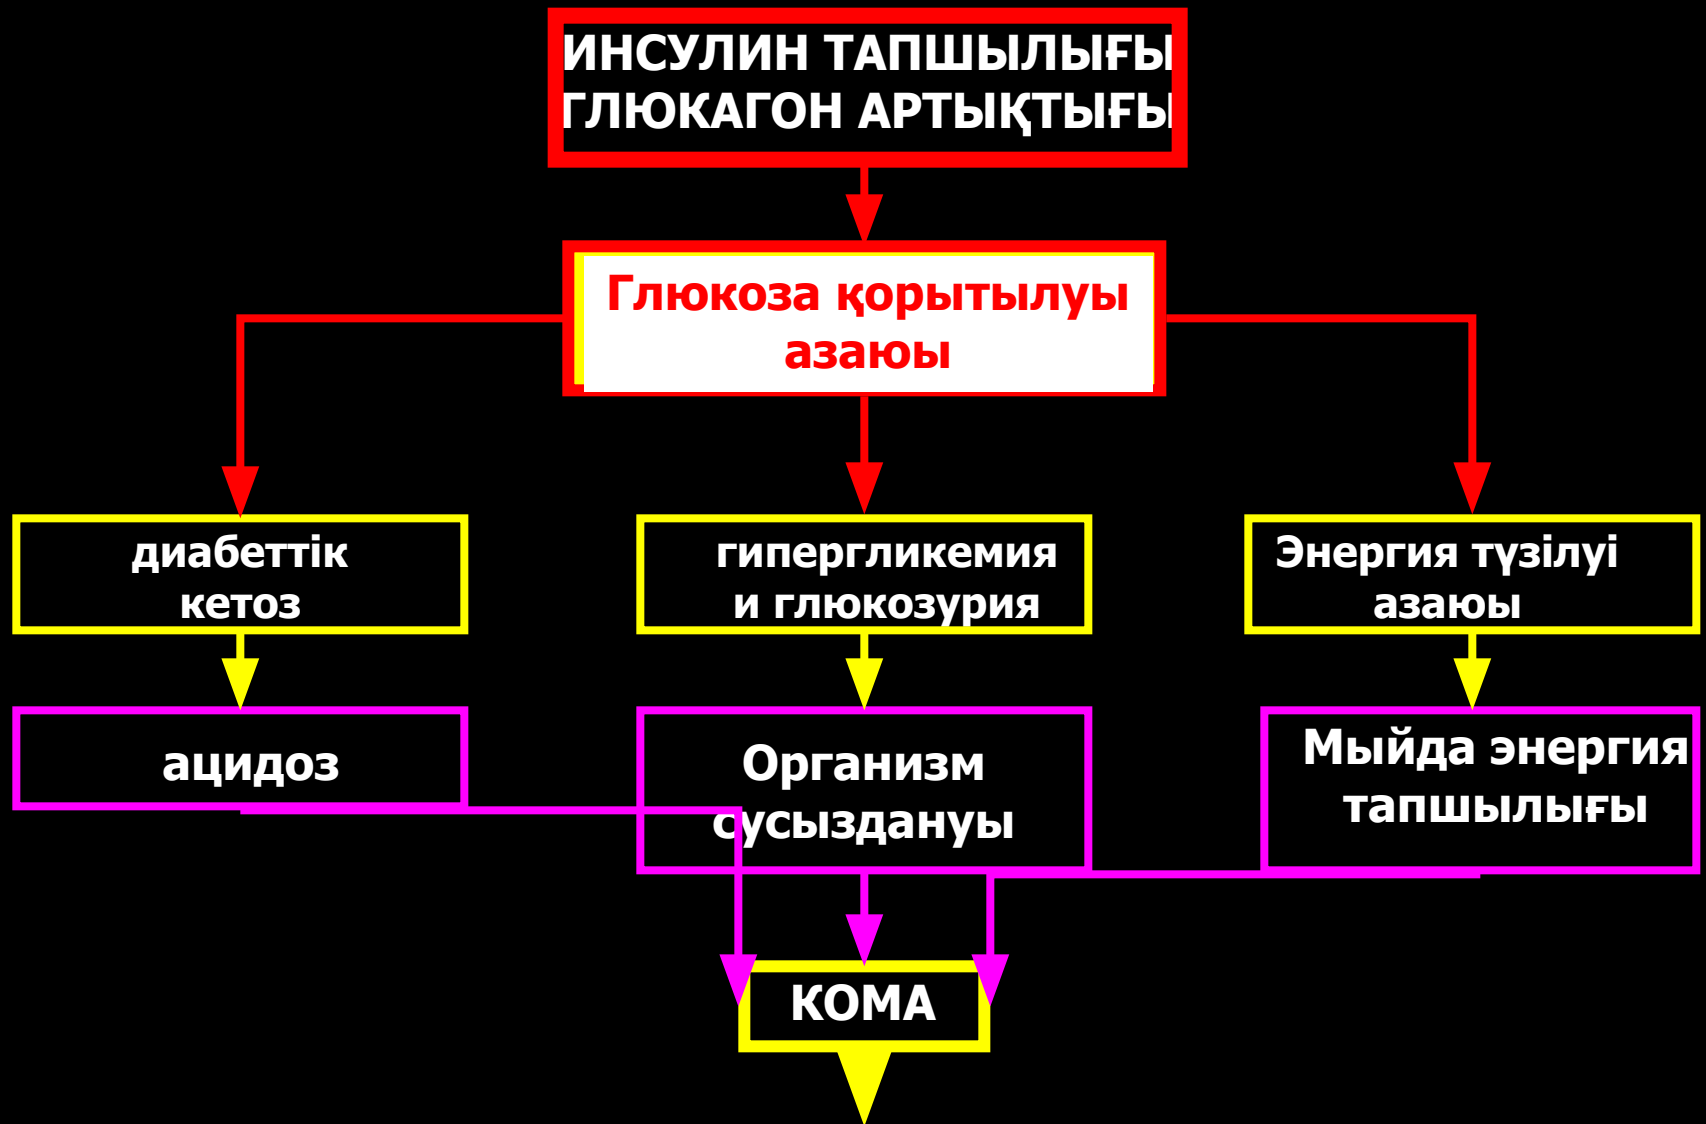 ИНСУЛИН ТАПШЫЛЫҒЫ
ГЛЮКАГОН АРТЫҚТЫҒЫ
Глюкоза қорытылуы
азаюы
диабеттік
кетоз
гипергликемия
и глюкозурия
Энергия түзілуі
азаюы
ацидоз
Организм
сусыздануы
Мыйда энергия
тапшылығы
КОМА